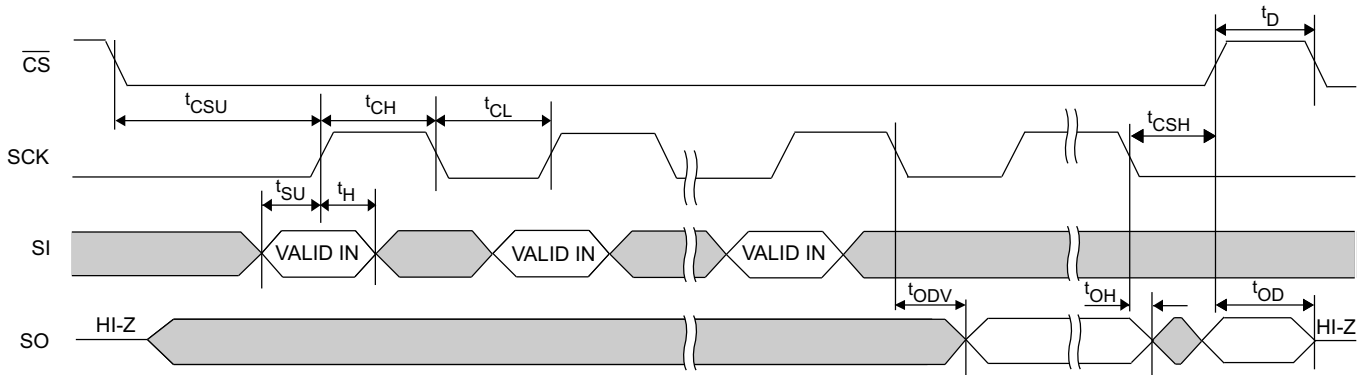 tD
CS
tCSU
tCH
tCL
tCSH
SCK
tSU
tH
SI
VALID IN
VALID IN
VALID IN
tODV
tOH
tOD
HI-Z
HI-Z
SO